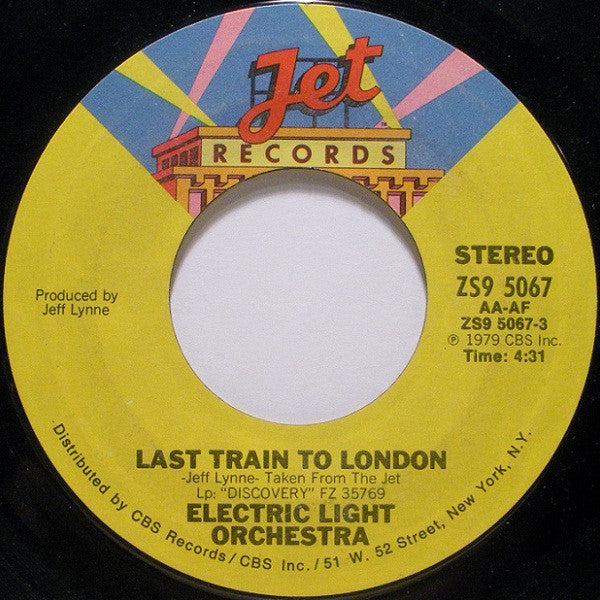 Jet
RECORDS
Produced by
Jeff Lynne
STEREO
ZS9 5067
AA-AF
ZS9 5067-3
℗ 1979 CBS Inc.
Time: 4:31
LAST TRAIN TO LONDON
-Jeff Lynne- Taken From The Jet
Lp: "DISCOVERY" FZ 35769
ELECTRIC LIGHT
ORCHESTRA
Distributed by CBS Records/CBS Inc./51 W. 52 Street, New York, N.Y.